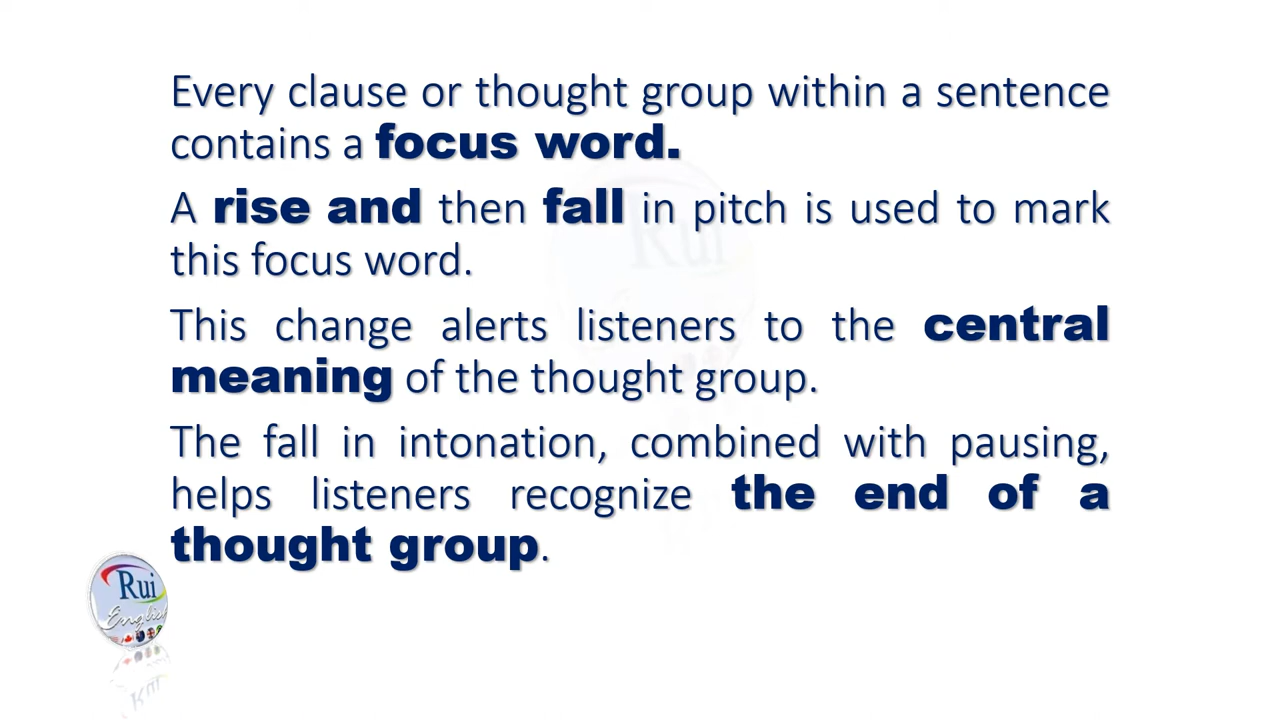 Every clause or thought group within a sentence
contains a focus word.
A rise and then fall in pitch is used to mark
this focus word.
This change alerts listeners to the central
meaning of the thought group.
The fall in intonation, combined with pausing,
helps listeners recognize the end of a
thought group.
Rui
English